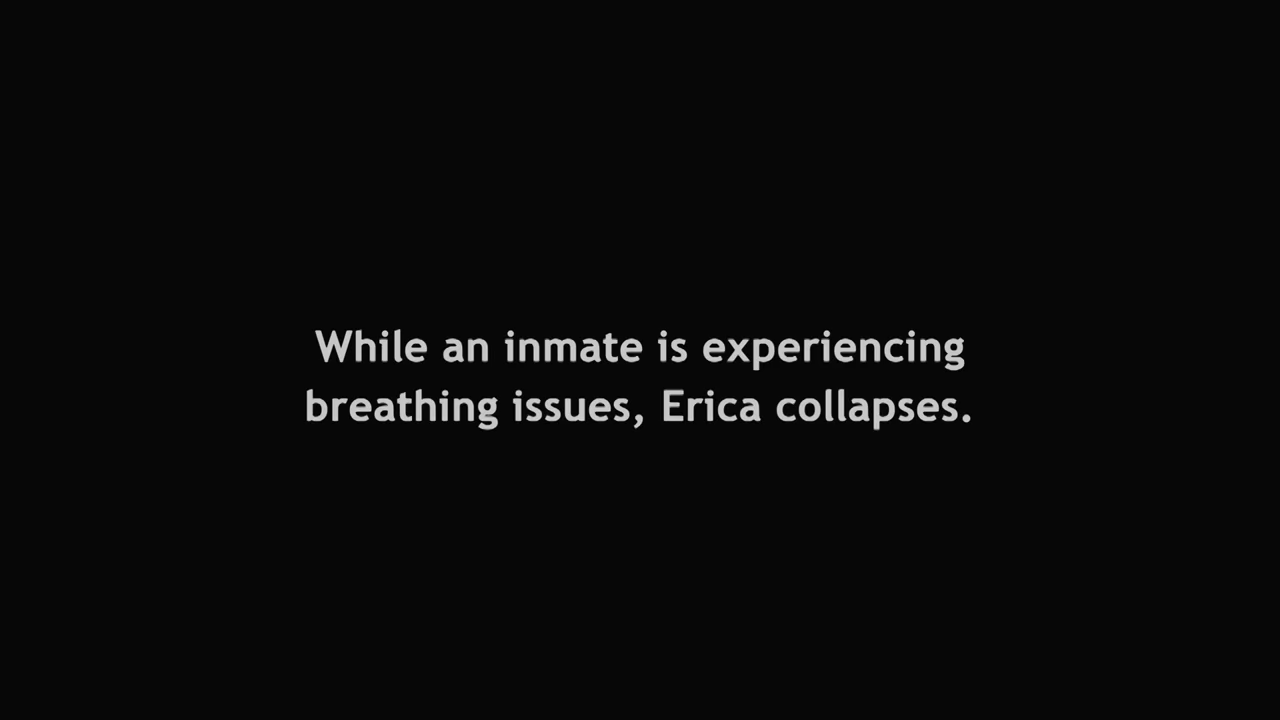 While an inmate is experiencing
breathing issues, Erica collapses.